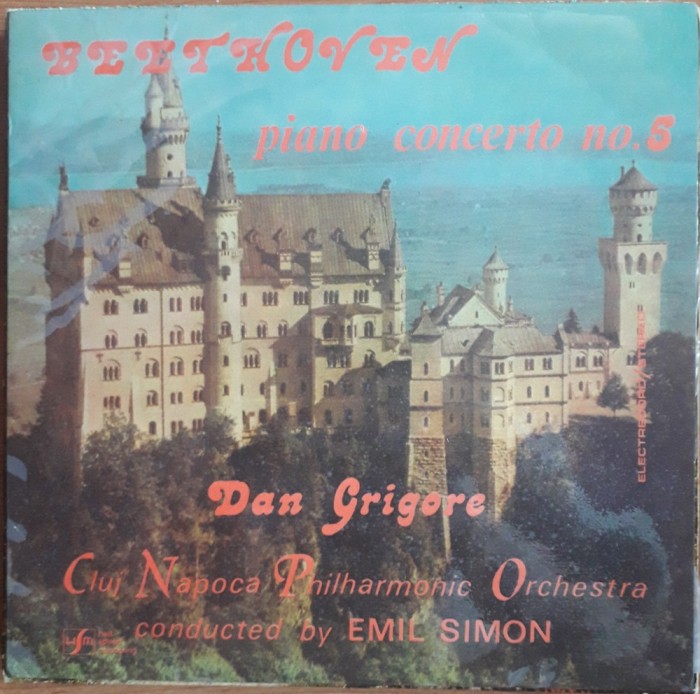 BEETHOVEN
piano concerto no.5
ELECTRECORD/STEREO
Dan Grigore
Cluj Napoca Philharmonic Orchestra
conducted by EMIL SIMON